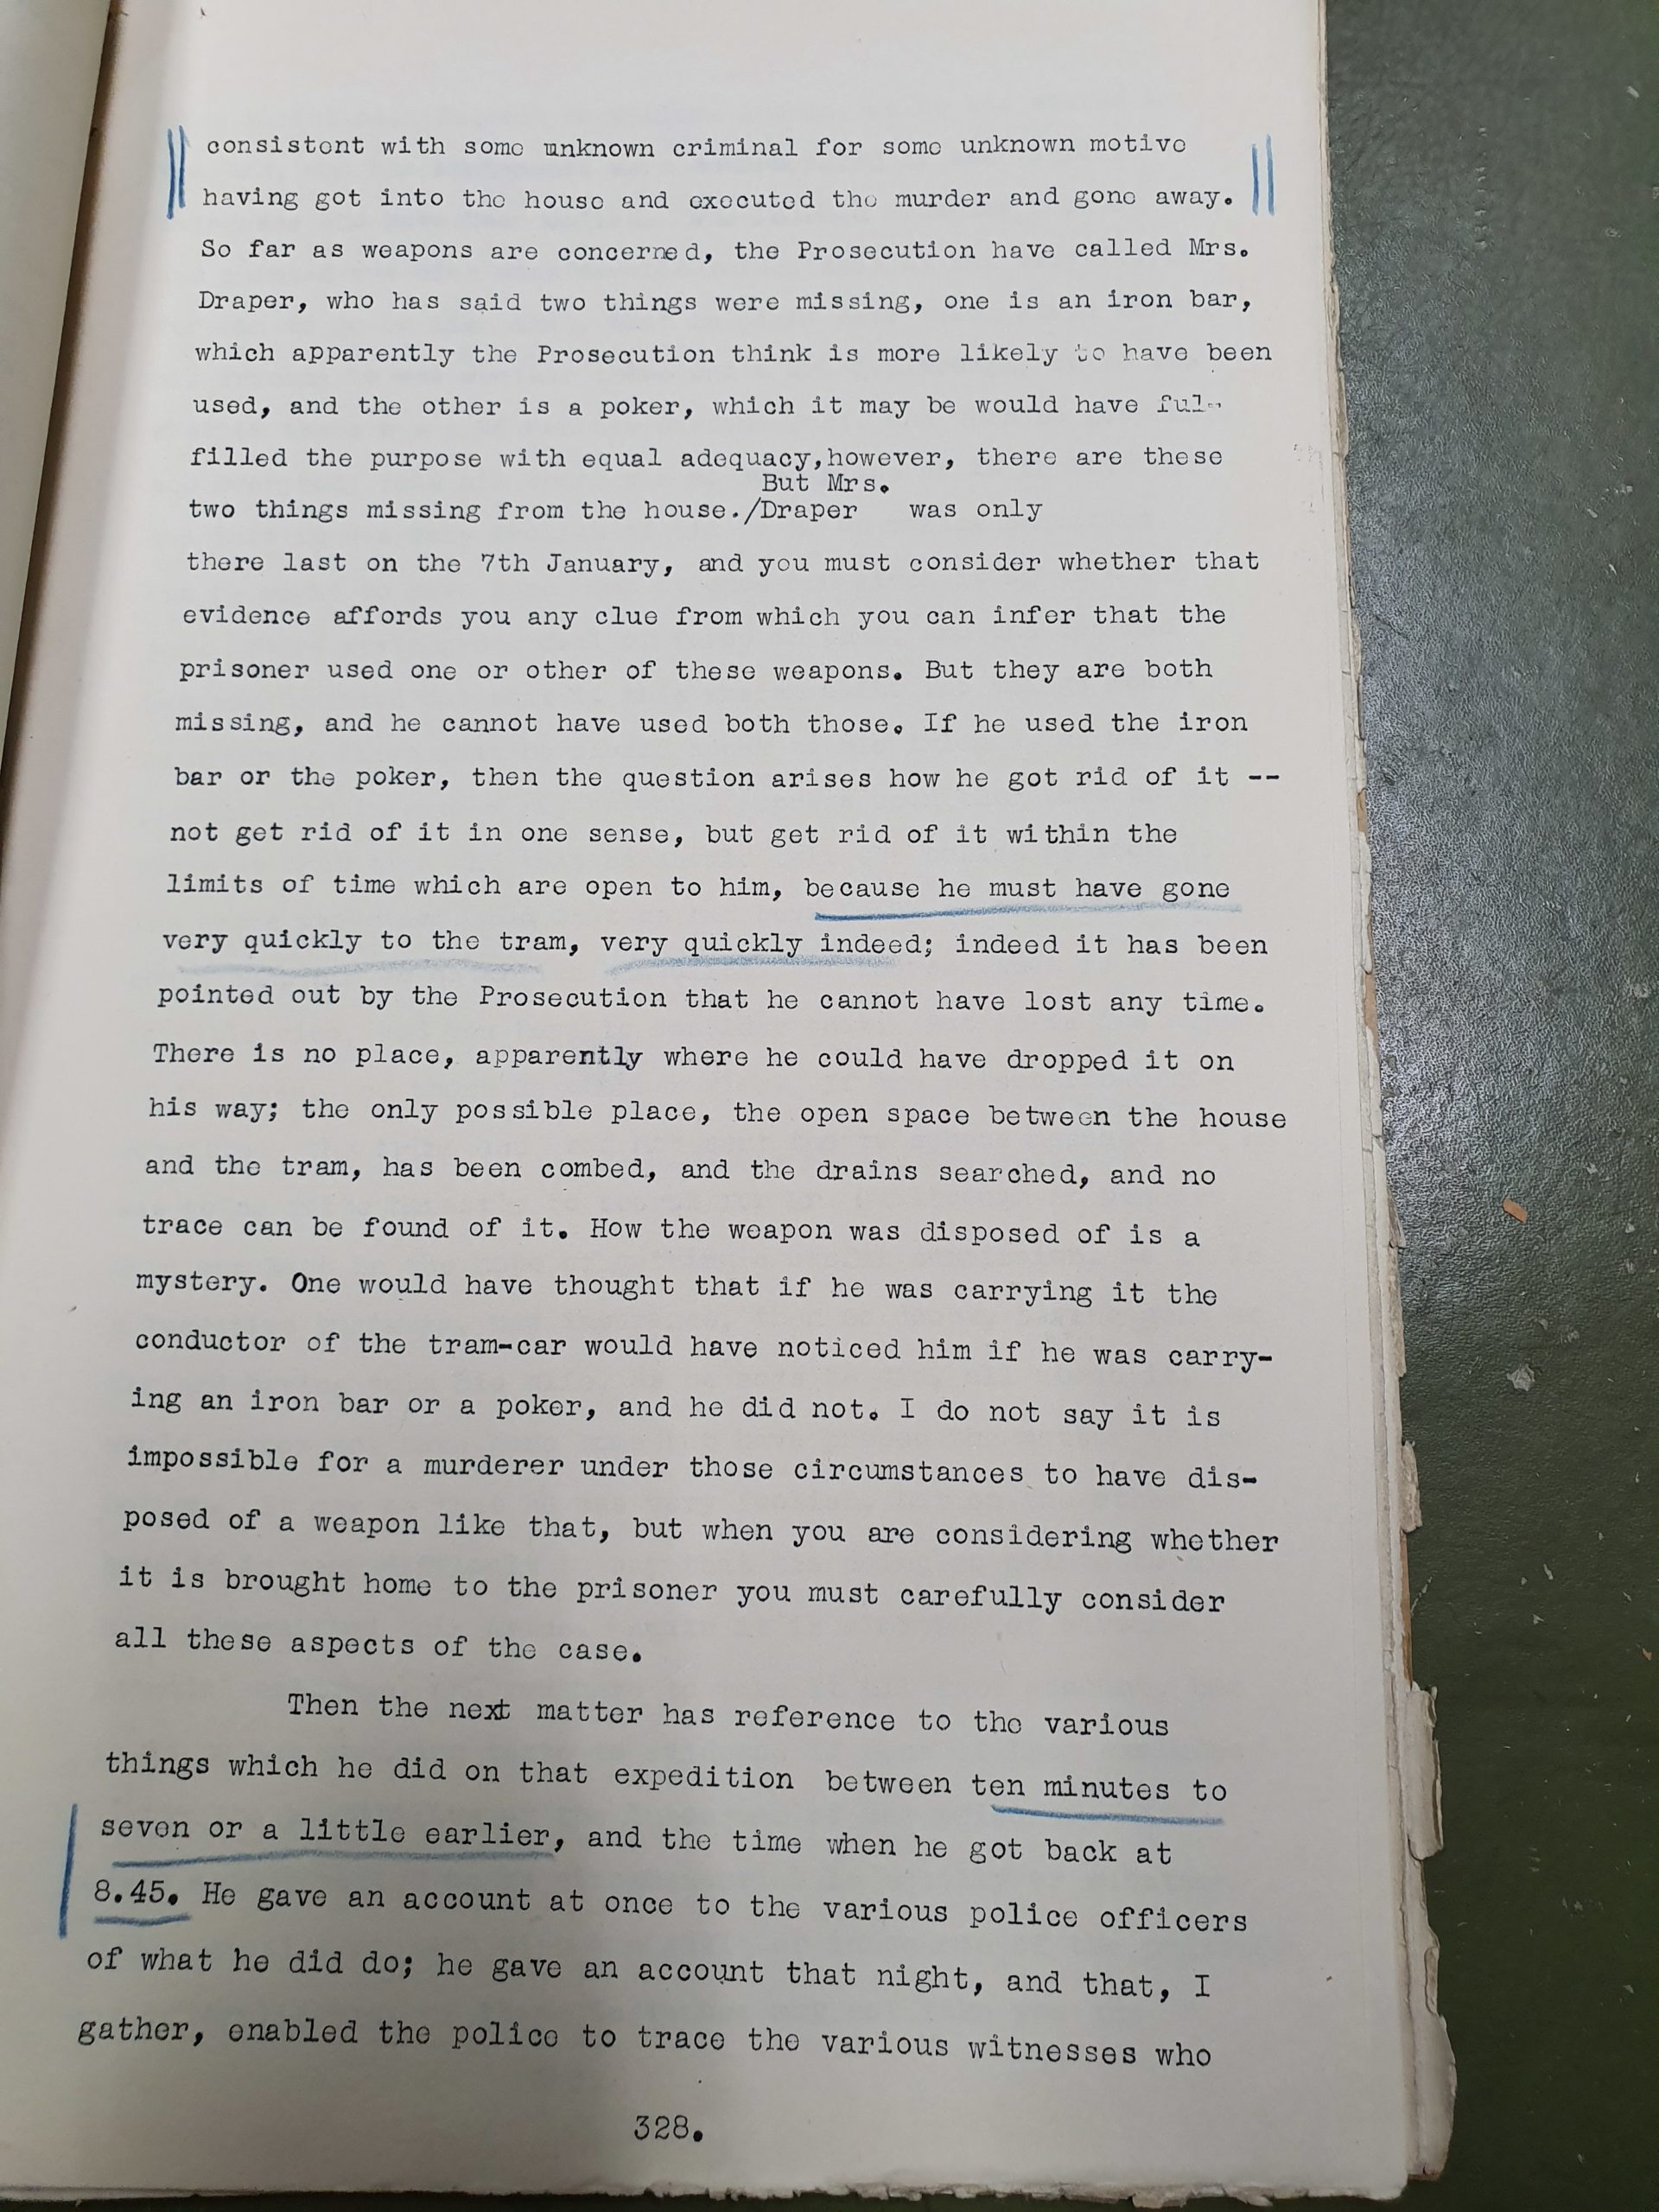 consistent with some unknown criminal for some unknown motive
having got into the house and executed the murder and gone away.
So far as weapons are concerned, the Prosecution have called Mrs.
Draper, who has said two things were missing, one is an iron bar,
which apparently the Prosecution think is more likely to have been
used, and the other is a poker, which it may be would have ful-
filled the purpose with equal adequacy,however, there are these
But Mrs.
two things missing from the house./Draper was only
there last on the 7th January, and you must consider whether that
evidence affords you any clue from which you can infer that the
prisoner used one or other of these weapons. But they are both
missing, and he cannot have used both those. If he used the iron
bar or the poker, then the question arises how he got rid of it --
not get rid of it in one sense, but get rid of it within the
limits of time which are open to him, because he must have gone
very quickly to the tram, very quickly indeed; indeed it has been
pointed out by the Prosecution that he cannot have lost any time.
There is no place, apparently where he could have dropped it on
his way; the only possible place, the open space between the house
and the tram, has been combed, and the drains searched, and no
trace can be found of it. How the weapon was disposed of is a
mystery. One would have thought that if he was carrying it the
conductor of the tram-car would have noticed him if he was carry-
ing an iron bar or a poker, and he did not. I do not say it is
impossible for a murderer under those circumstances to have dis-
posed of a weapon like that, but when you are considering whether
it is brought home to the prisoner you must carefully consider
all these aspects of the case.
Then the next matter has reference to the various
things which he did on that expedition between ten minutes to
seven or a little earlier, and the time when he got back at
8.45. He gave an account at once to the various police officers
of what he did do; he gave an account that night, and that, I
gather, enabled the police to trace the various witnesses who
328.